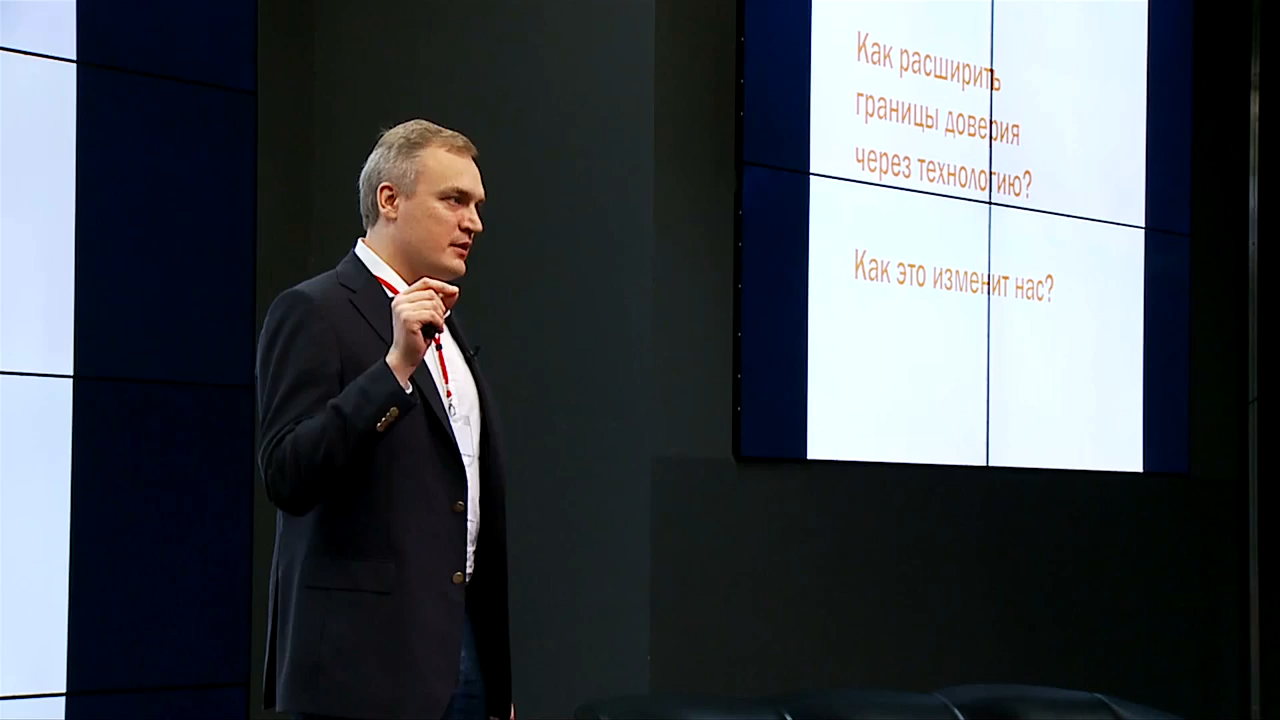 Как расширить
границы доверия
через технологию?
Как это изменит нас?